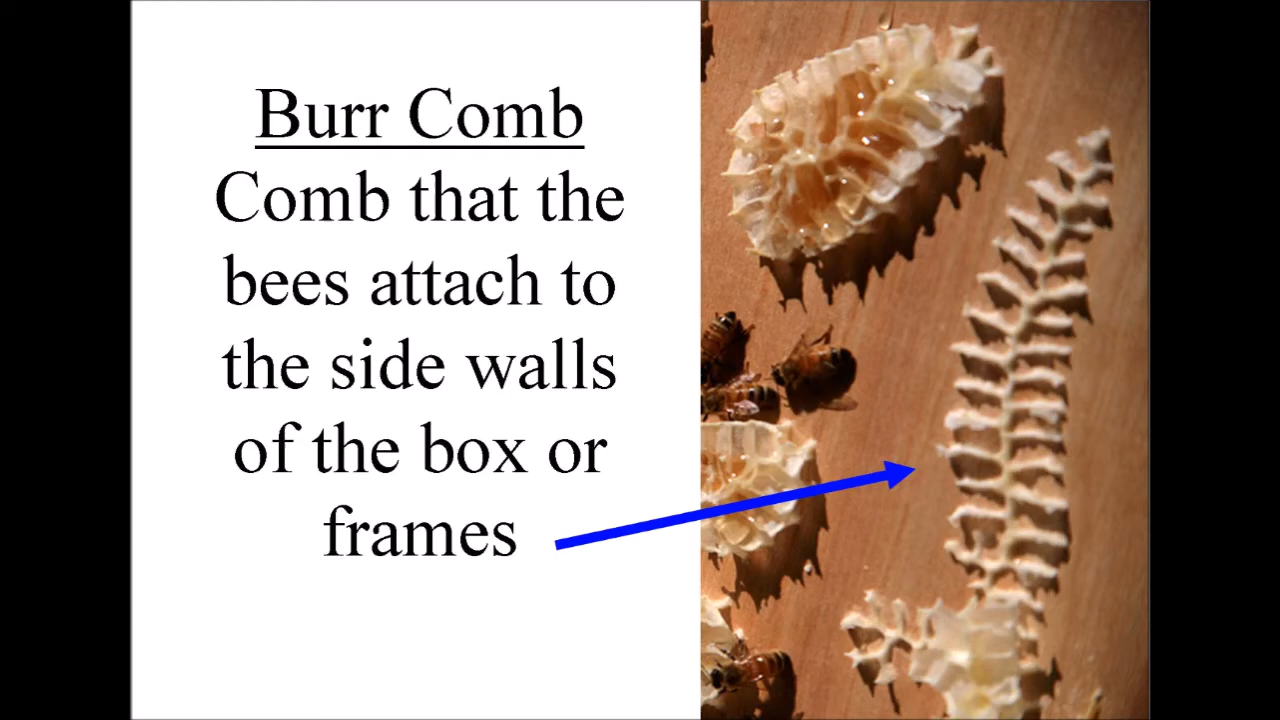 Burr Comb
Comb that the
bees attach to
the side walls
of the box or
frames